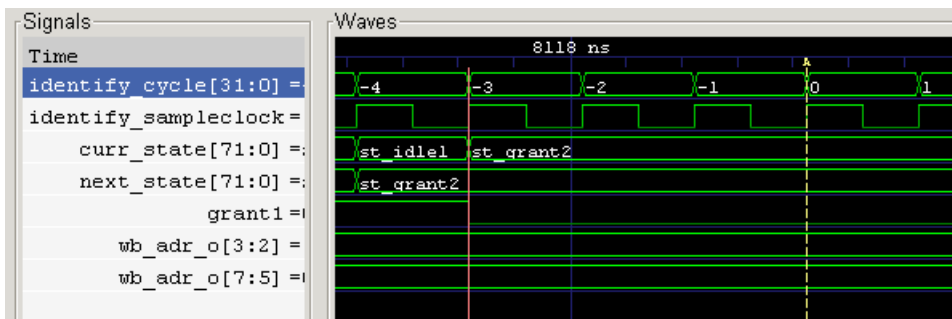 Signals
Waves
Time
8118 ns
A
identify_cycle[31:0] =-
-4
-3
-2
-1
0
1
identify_sampleclock =
curr_state[71:0] =
st_idle1
st_grant2
next_state[71:0] =
st_grant2
grant1 =
wb_adr_o[3:2] =
wb_adr_o[7:5] =